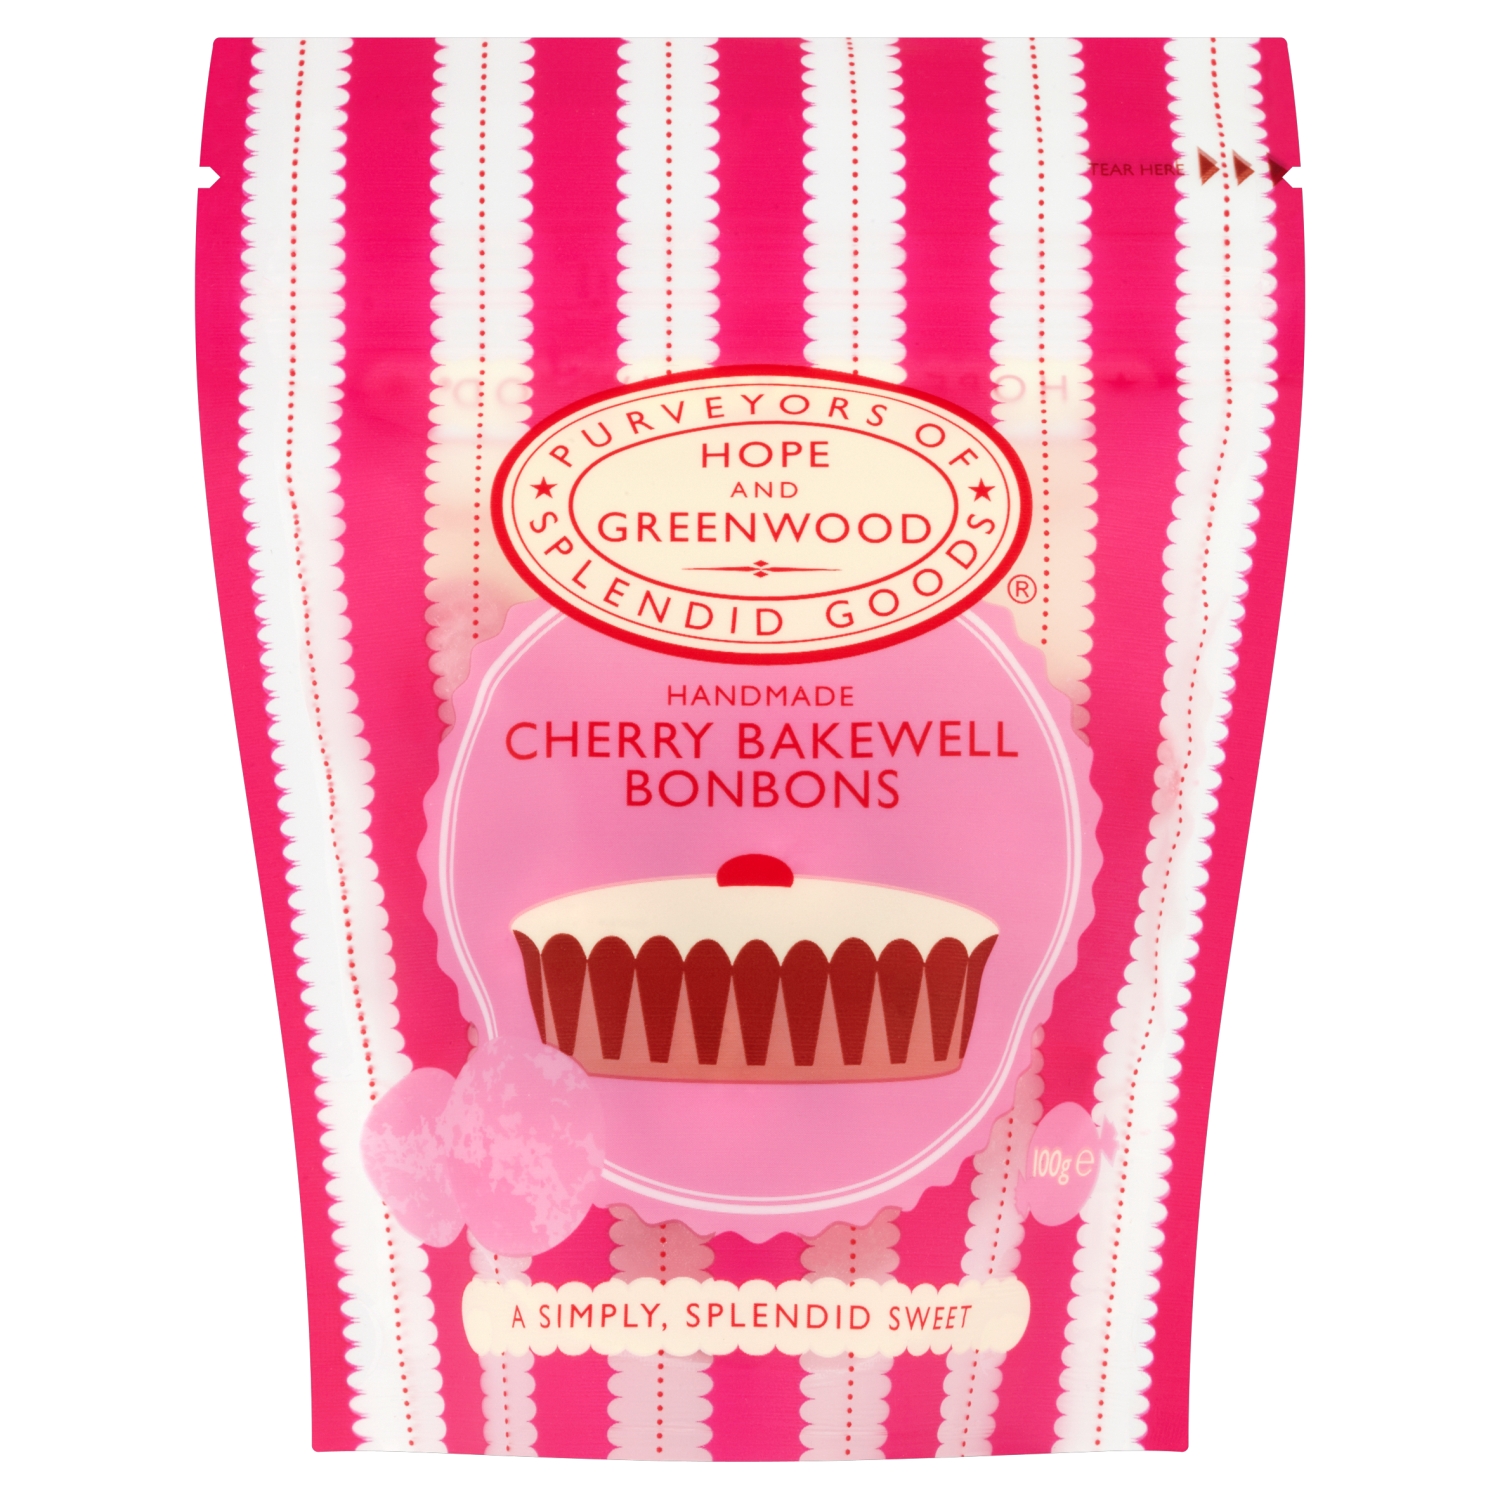 TEAR HERE
PURVEYORS OF
HOPE
AND
GREENWOOD
SPLENDID GOODS
®
HANDMADE
CHERRY BAKEWELL
BONBONS
100g e
A SIMPLY, SPLENDID SWEET